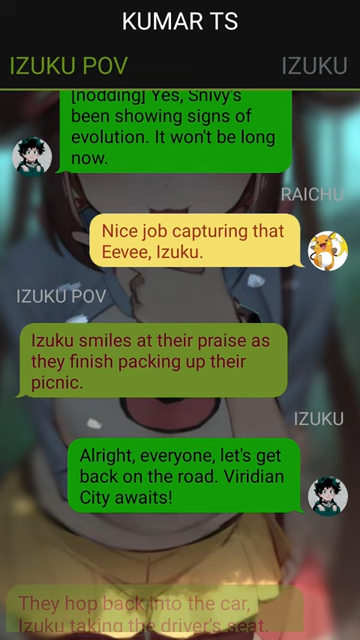 KUMAR TS
IZUKU POV
IZUKU
[nodding] Yes, Snivy's
been showing signs of
evolution. It won't be long
now.
RAICHU
Nice job capturing that
Eevee, Izuku.
IZUKU POV
Izuku smiles at their praise as
they finish packing up their
picnic.
IZUKU
Alright, everyone, let's get
back on the road. Viridian
City awaits!
They hop back into the car,
Izuku taking the driver's seat.